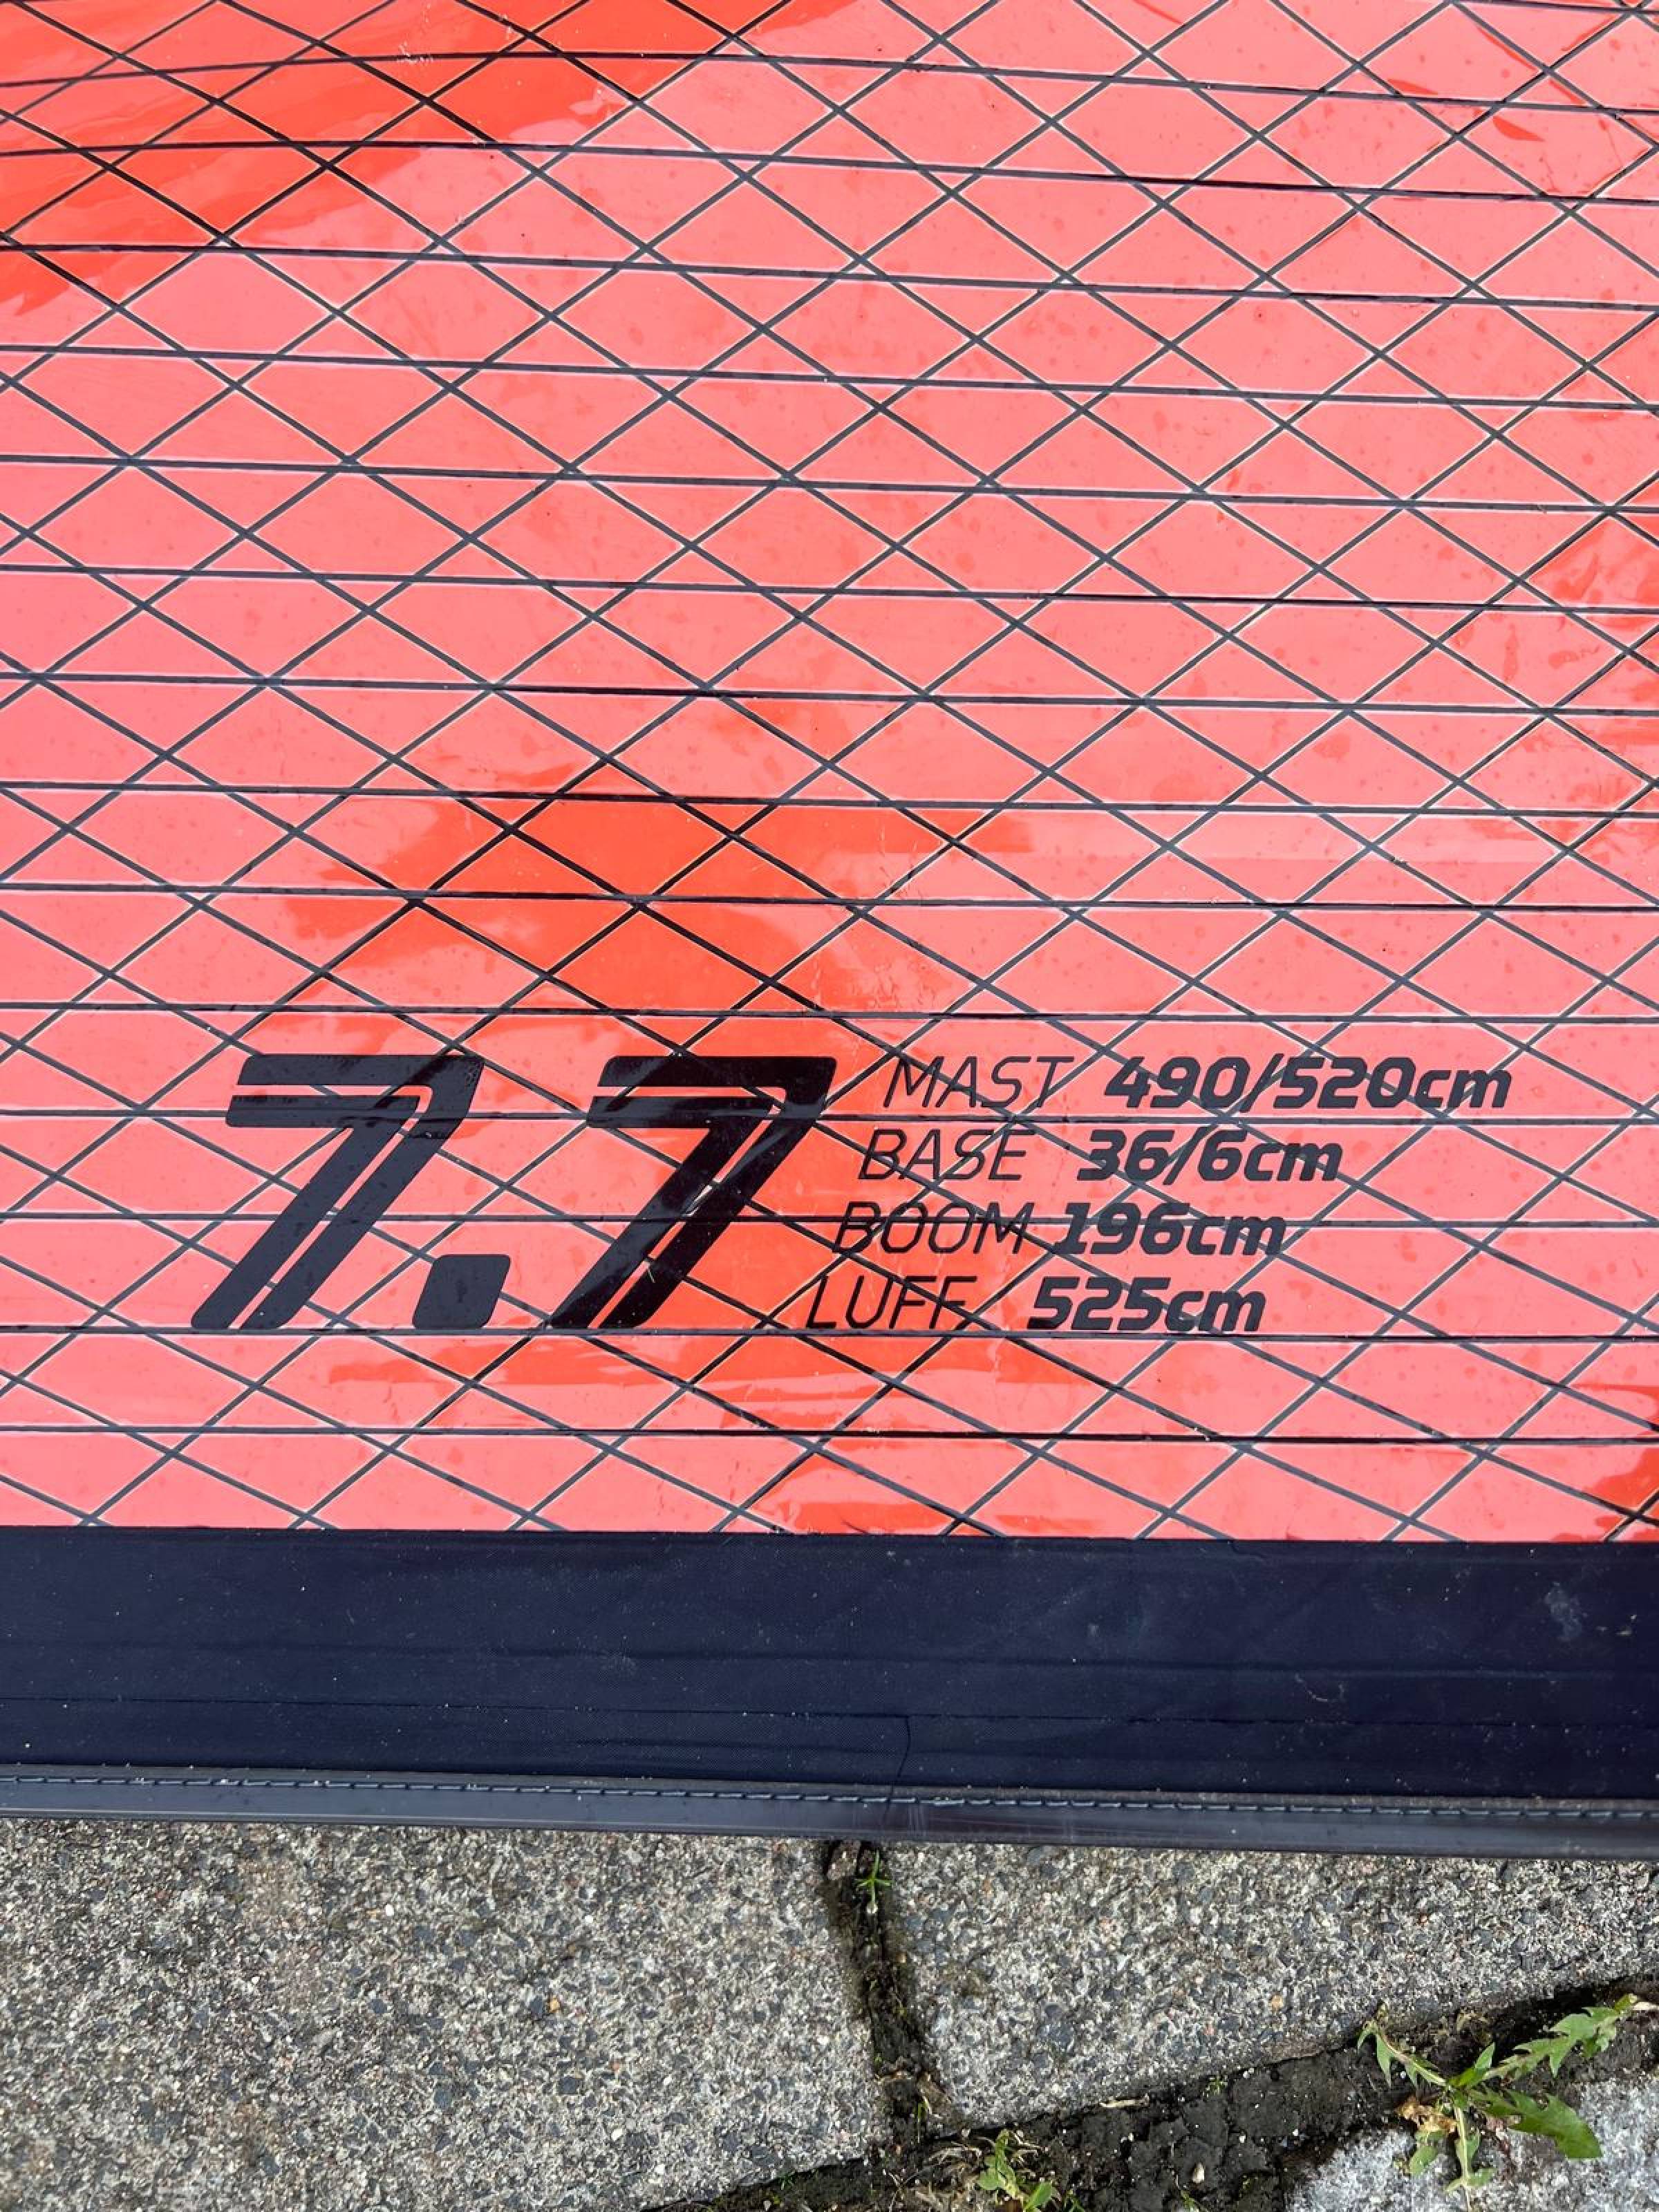 7.7
MAST 490/520cm
BASE 36/6cm
BOOM 196cm
LUFF 525cm